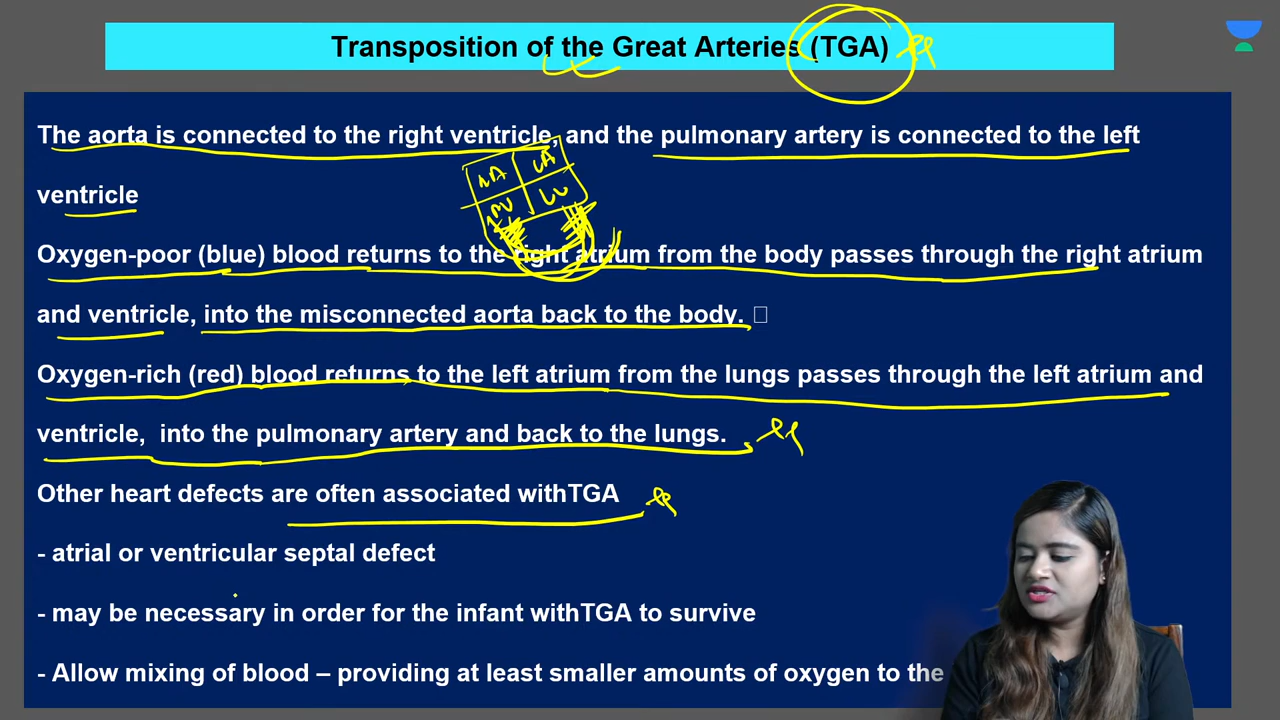 Transposition of the Great Arteries (TGA)
The aorta is connected to the right ventricle, and the pulmonary artery is connected to the left
ventricle
RA LA
RV LV
Oxygen-poor (blue) blood returns to the right atrium from the body passes through the right atrium
and ventricle, into the misconnected aorta back to the body. □
Oxygen-rich (red) blood returns to the left atrium from the lungs passes through the left atrium and
ventricle, into the pulmonary artery and back to the lungs.
Other heart defects are often associated withTGA
- atrial or ventricular septal defect
- may be necessary in order for the infant withTGA to survive
- Allow mixing of blood – providing at least smaller amounts of oxygen to the